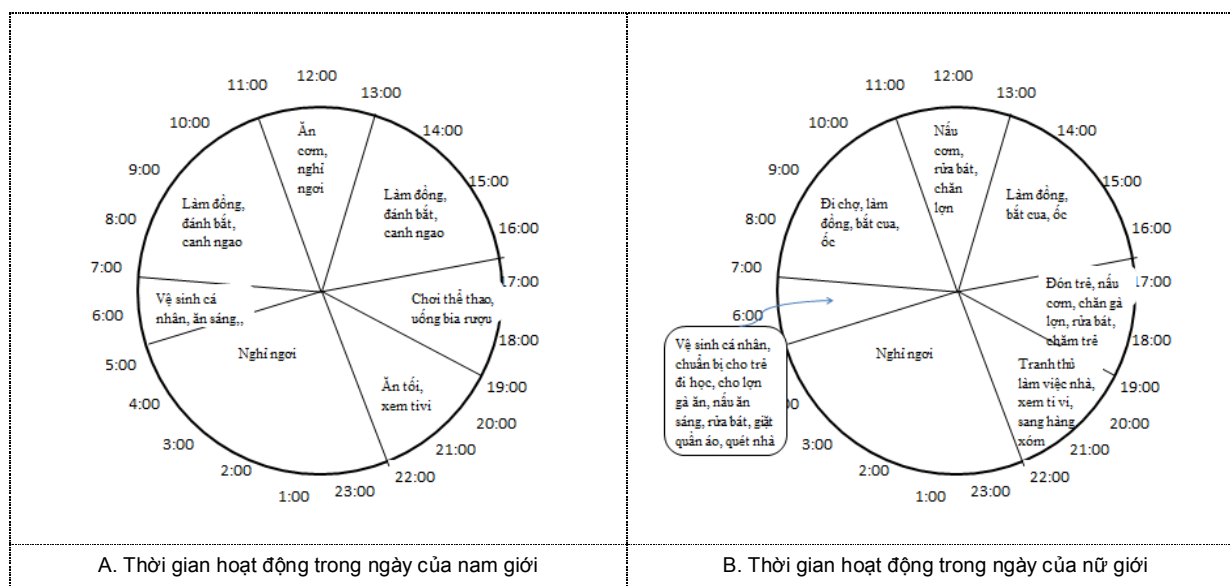 12:00
11:00
13:00
10:00
14:00
9:00
15:00
8:00
16:00
7:00
17:00
6:00
18:00
5:00
19:00
4:00
20:00
3:00
21:00
2:00
22:00
1:00
23:00
Ăn
cơm,
nghỉ
ngơi
Làm đồng,
đánh bắt,
canh ngao
Làm đồng,
đánh bắt,
canh ngao
Vệ sinh cá
nhân, ăn sáng,,
Chơi thể thao,
uống bia rượu
Nghỉ ngơi
Ăn tối,
xem tivi
A. Thời gian hoạt động trong ngày của nam giới
12:00
11:00
13:00
10:00
14:00
9:00
15:00
8:00
16:00
7:00
17:00
6:00
18:00
19:00
20:00
3:00
21:00
2:00
22:00
1:00
23:00
Nấu
cơm,
rửa bát,
chăn
lợn
Đi chợ, làm
đồng, bắt cua,
ốc
Làm đồng,
bắt cua, ốc
Đón trẻ, nấu
cơm, chăn gà
lợn, rửa bát,
chăm trẻ
Vệ sinh cá nhân,
chuẩn bị cho trẻ
đi học, cho lợn
gà ăn, nấu ăn
sáng, rửa bát, giặt
quần áo, quét nhà
Nghỉ ngơi
Tranh thủ
làm việc nhà,
xem ti vi,
sang hàng
xóm
B. Thời gian hoạt động trong ngày của nữ giới